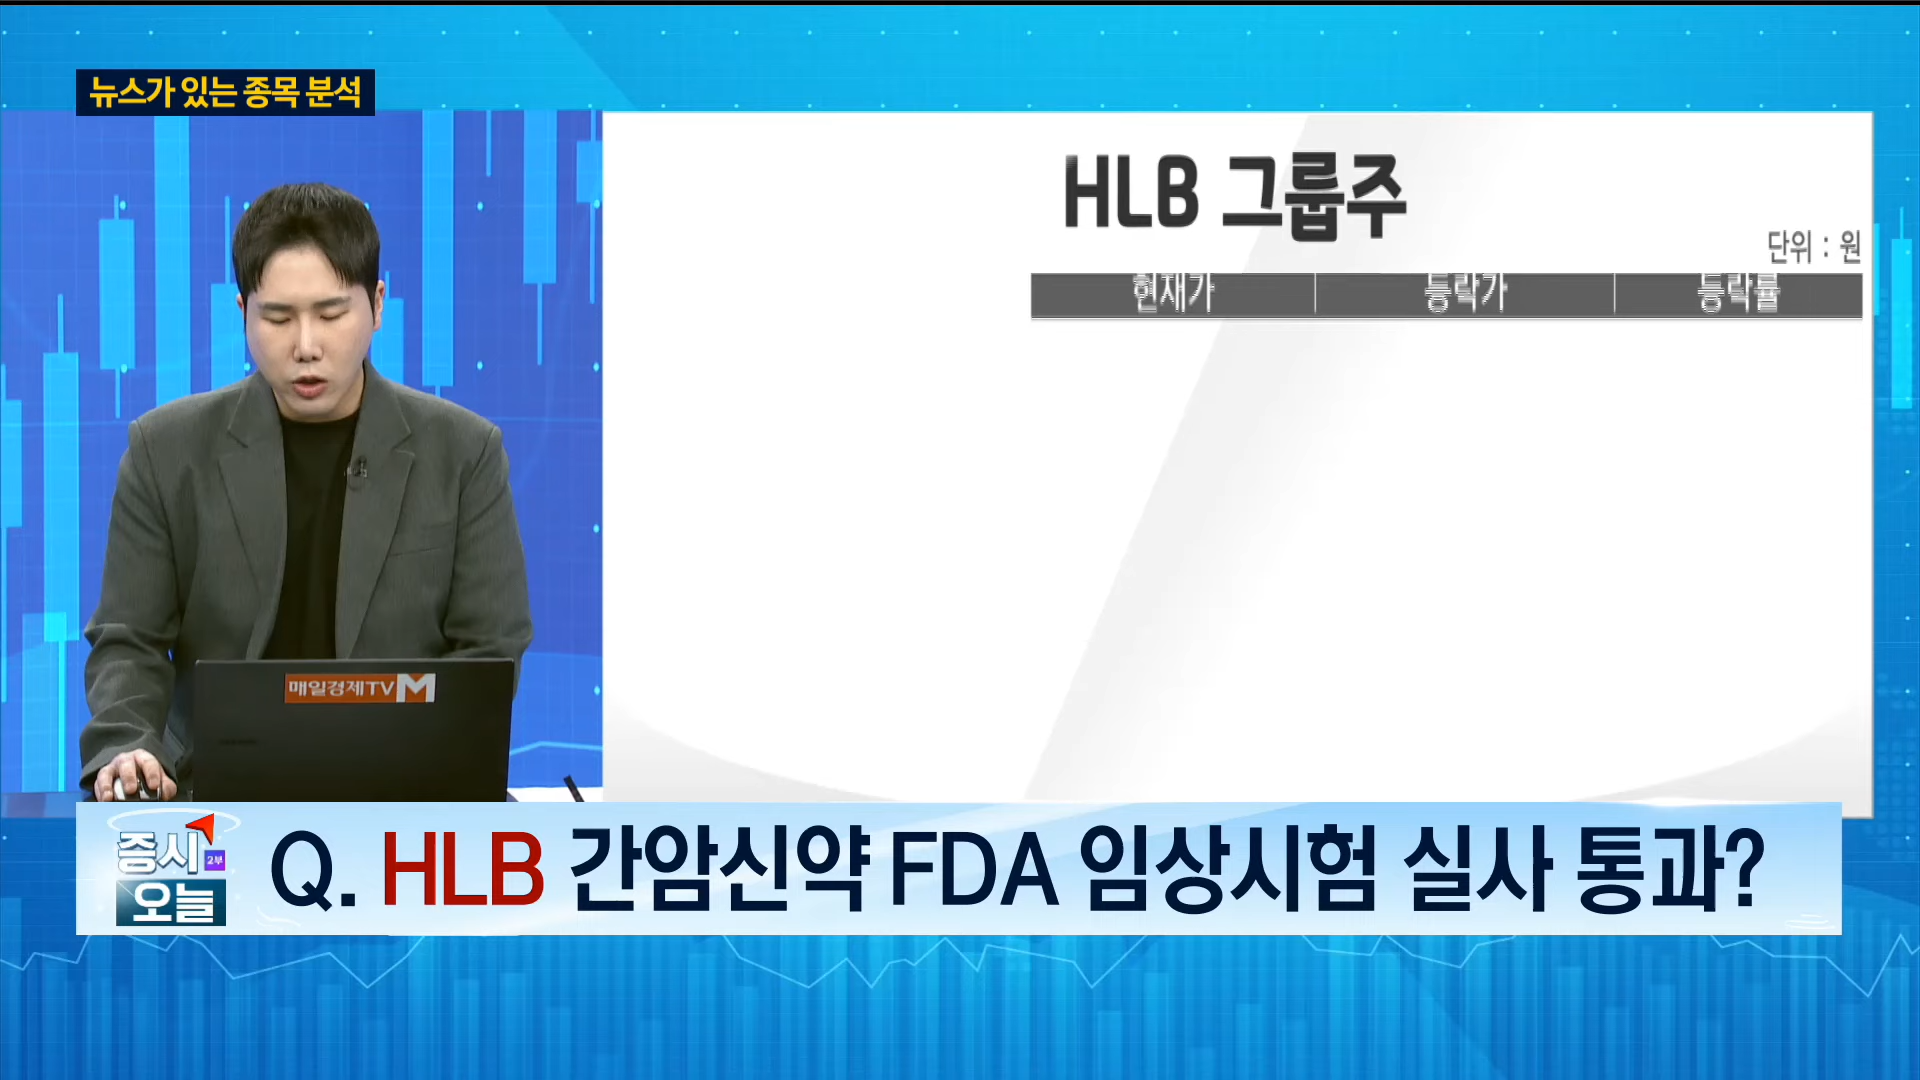 뉴스가 있는 종목 분석
HLB 그룹주
단위 : 원
현재가 등락가 등락률
매일경제TV M
증시 2부
오늘
Q. HLB 간암신약 FDA 임상시험 실사 통과?